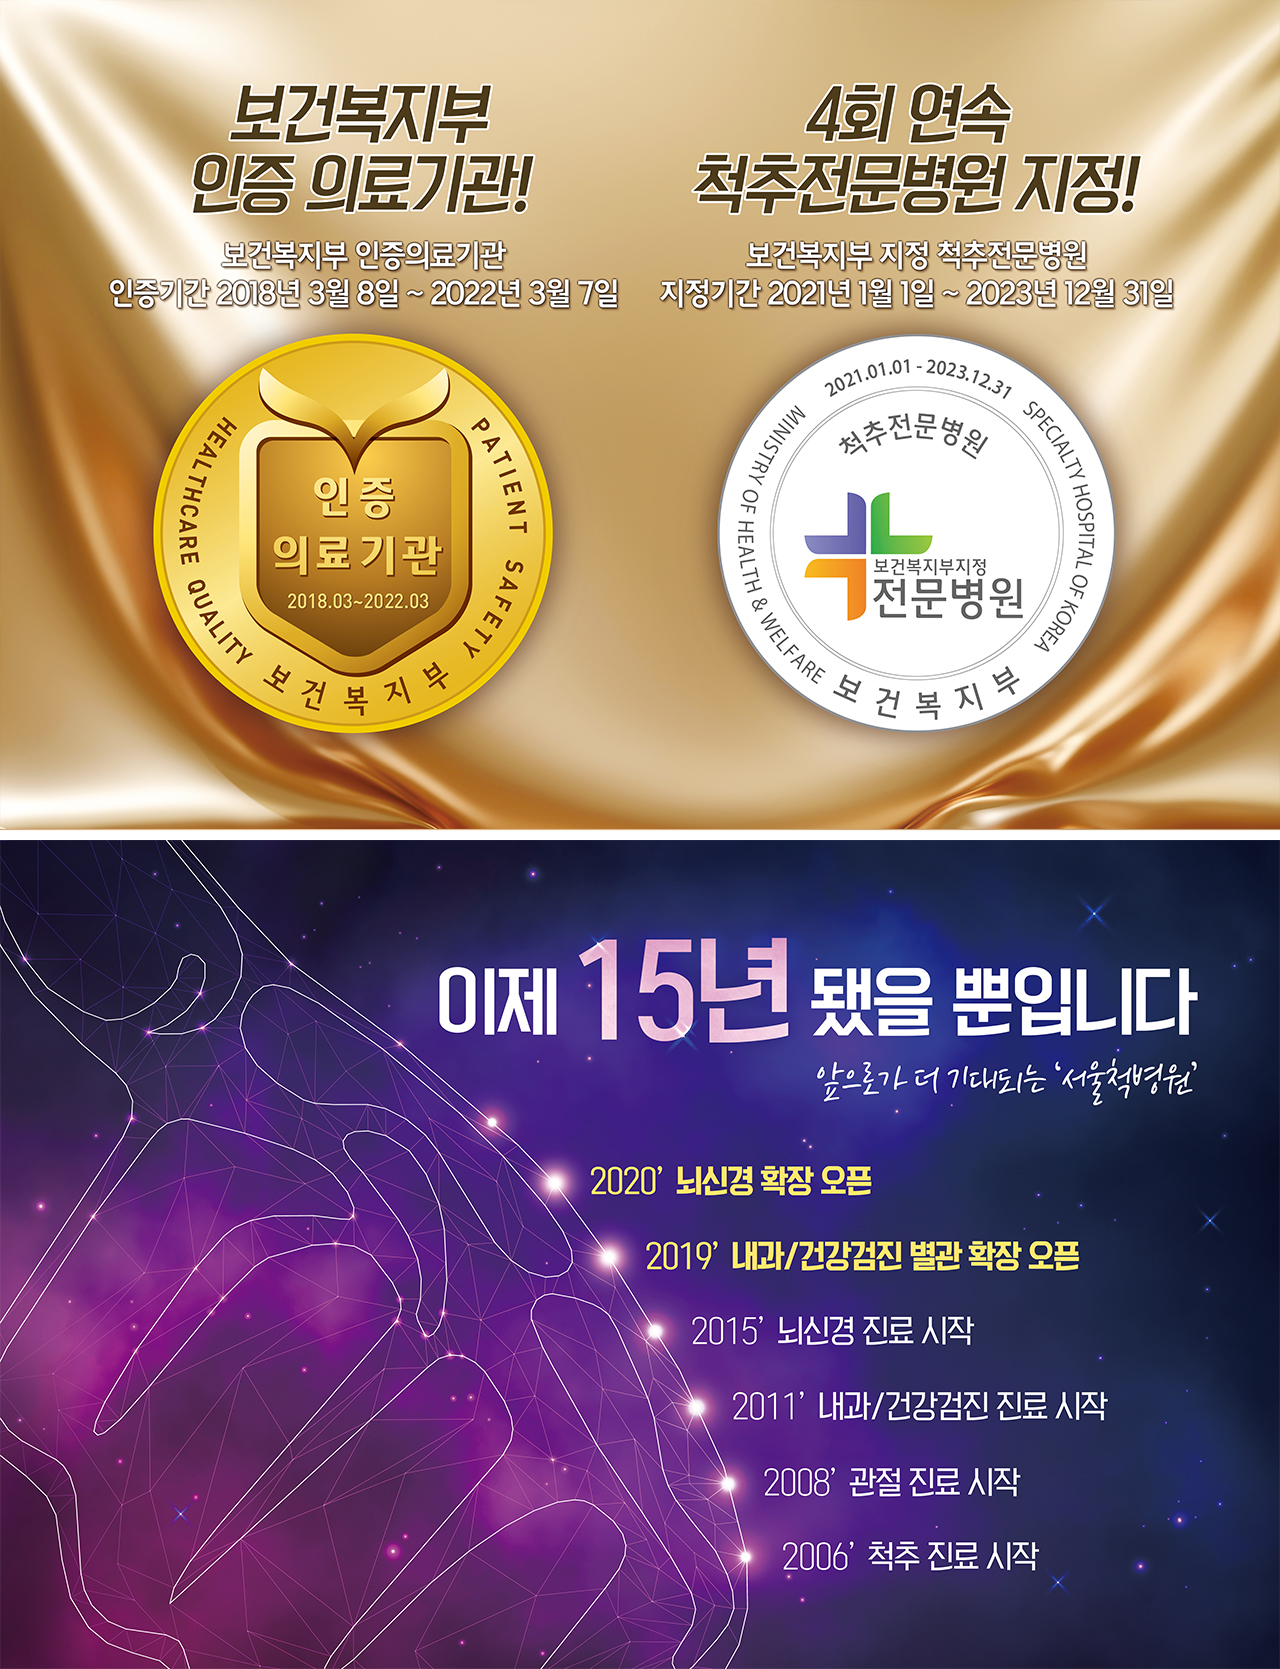 보건복지부
인증 의료기관!
보건복지부 인증의료기관
인증기간 2018년 3월 8일 ~ 2022년 3월 7일
HEALTHCARE QUALITY
PATIENT SAFETY
인증
의료기관
2018.03~2022.03
보건복지부
4회 연속
척추전문병원 지정!
보건복지부 지정 척추전문병원
지정기간 2021년 1월 1일 ~ 2023년 12월 31일
2021.01.01 - 2023.12.31
MINISTRY OF HEALTH & WELFARE
SPECIALTY HOSPITAL OF KOREA
척추전문병원
보건복지부지정
전문병원
보건복지부
이제 15년 됐을 뿐입니다
앞으로가 더 기대되는 ‘서울척병원’
2020’ 뇌신경 확장 오픈
2019’ 내과/건강검진 별관 확장 오픈
2015’ 뇌신경 진료 시작
2011’ 내과/건강검진 진료 시작
2008’ 관절 진료 시작
2006’ 척추 진료 시작